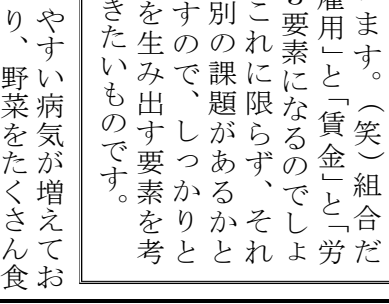 ます。（笑）組合だ
雇用」と「賃金」と「労
要素になるのでしょ
これに限らず、それ
別の課題があるかと
すので、しっかりと
を生み出す要素を考
きたいものです。
やすい病気が増えてお
り、野菜をたくさん食